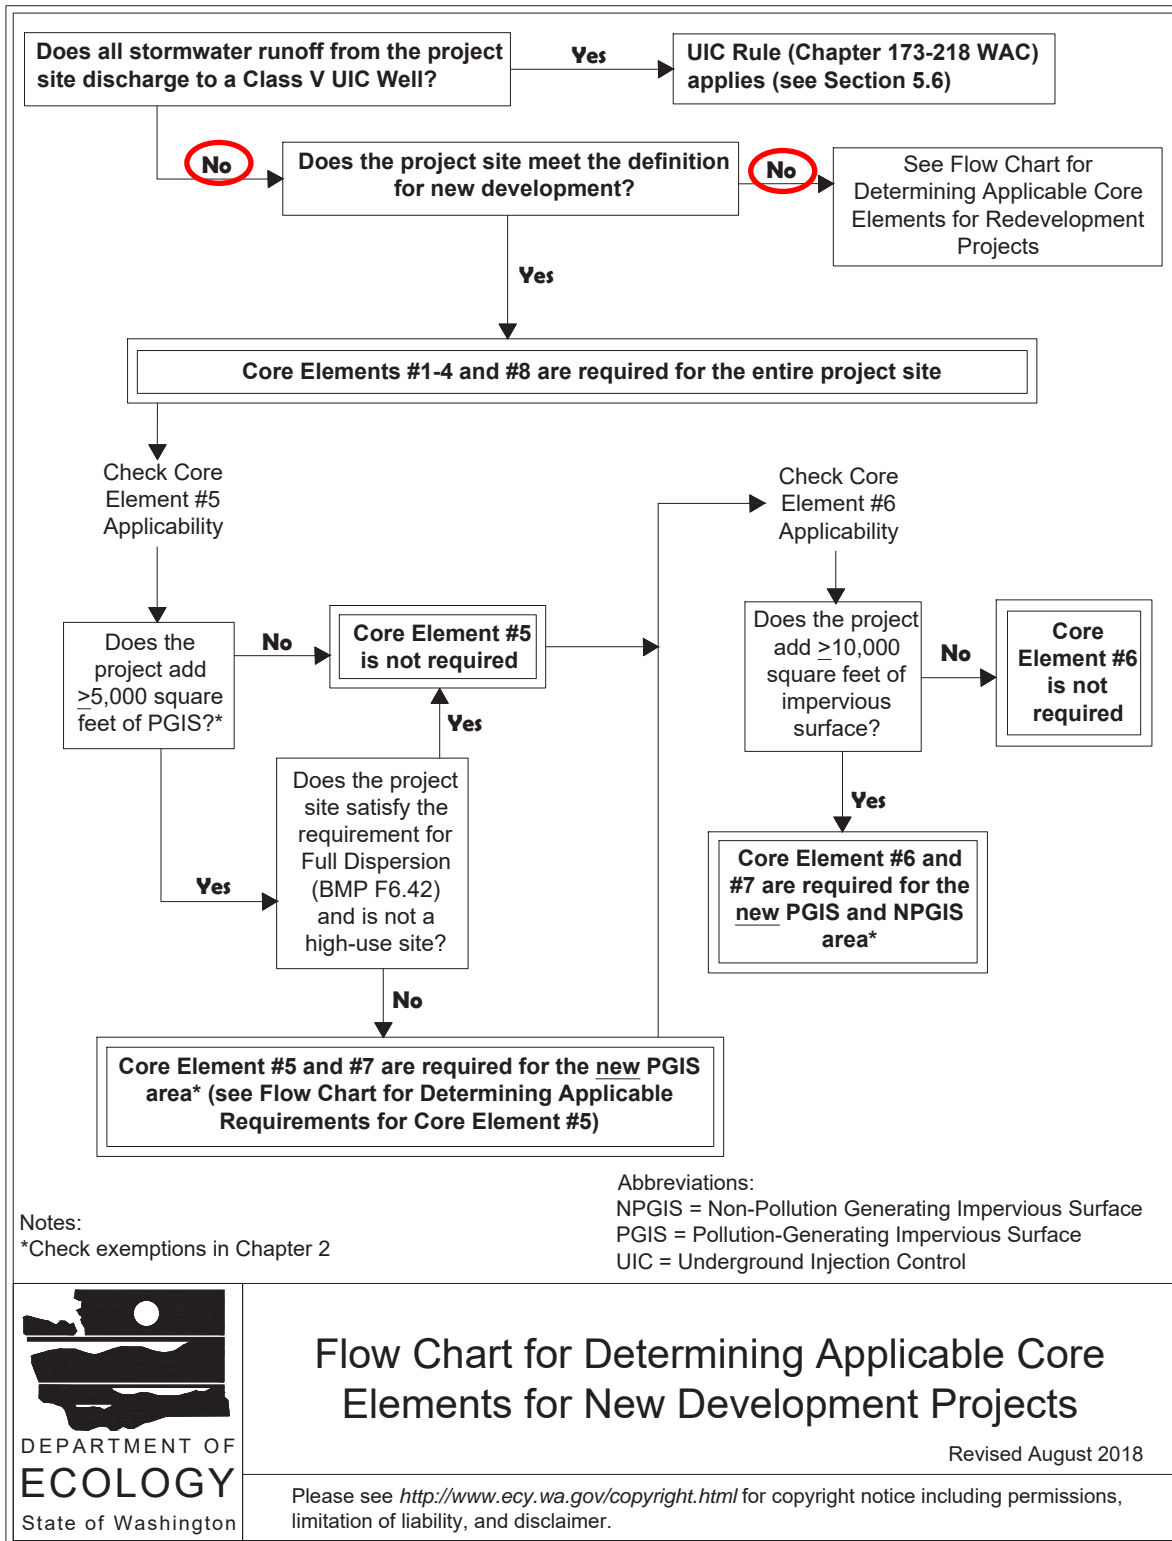 Does all stormwater runoff from the project
site discharge to a Class V UIC Well?
Yes
UIC Rule (Chapter 173-218 WAC)
applies (see Section 5.6)
No
Does the project site meet the definition
for new development?
No
See Flow Chart for
Determining Applicable Core
Elements for Redevelopment
Projects
Yes
Core Elements #1-4 and #8 are required for the entire project site
Check Core
Element #5
Applicability
Check Core
Element #6
Applicability
Does the
project add
≥5,000 square
feet of PGIS?*
No
Core Element #5
is not required
Yes
Does the project
add ≥10,000
square feet of
impervious
surface?
No
Core
Element #6
is not
required
Does the project
site satisfy the
requirement for
Full Dispersion
(BMP F6.42)
and is not a
high-use site?
Yes
Yes
Core Element #6 and
#7 are required for the
new PGIS and NPGIS
area*
No
Core Element #5 and #7 are required for the new PGIS
area* (see Flow Chart for Determining Applicable
Requirements for Core Element #5)
Notes:
*Check exemptions in Chapter 2
Abbreviations:
NPGIS = Non-Pollution Generating Impervious Surface
PGIS = Pollution-Generating Impervious Surface
UIC = Underground Injection Control
DEPARTMENT OF
ECOLOGY
State of Washington
Flow Chart for Determining Applicable Core
Elements for New Development Projects
Revised August 2018
Please see http://www.ecy.wa.gov/copyright.html for copyright notice including permissions,
limitation of liability, and disclaimer.